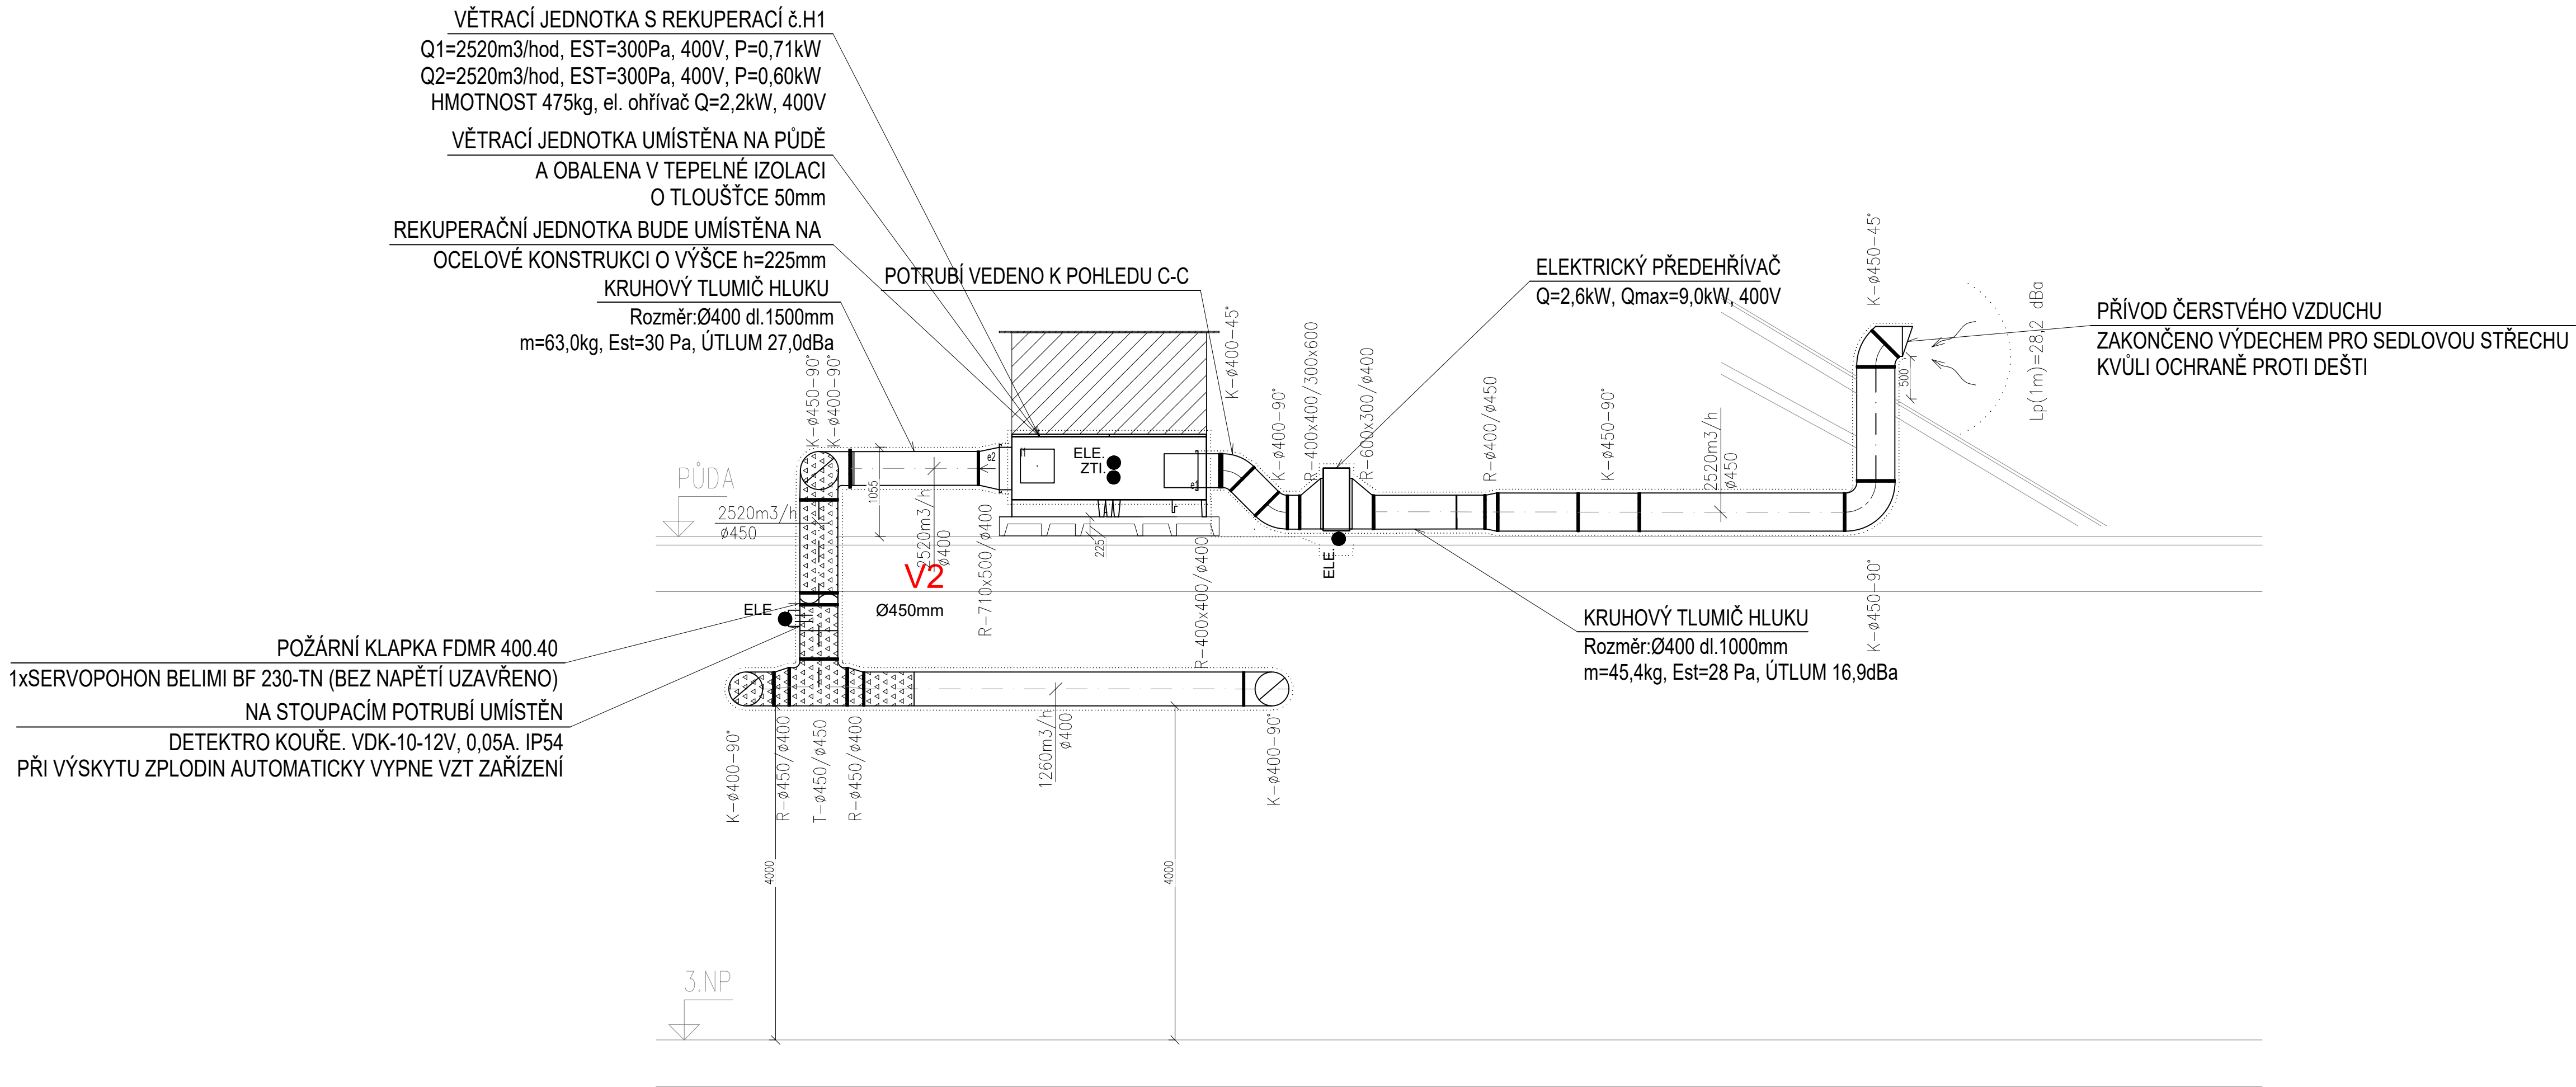 VĚTRACÍ JEDNOTKA S REKUPERACÍ č.H1
Q1=2520m3/hod, EST=300Pa, 400V, P=0,71kW
Q2=2520m3/hod, EST=300Pa, 400V, P=0,60kW
HMOTNOST 475kg, el. ohřívač Q=2,2kW, 400V
VĚTRACÍ JEDNOTKA UMÍSTĚNA NA PŮDĚ
A OBALENA V TEPELNÉ IZOLACI
O TLOUŠŤCE 50mm
REKUPERAČNÍ JEDNOTKA BUDE UMÍSTĚNA NA
OCELOVÉ KONSTRUKCI O VÝŠCE h=225mm
KRUHOVÝ TLUMIČ HLUKU
Rozměr:Ø400 dl.1500mm
m=63,0kg, Est=30 Pa, ÚTLUM 27,0dBa
POTRUBÍ VEDENO K POHLEDU C-C
ELEKTRICKÝ PŘEDEHŘÍVAČ
Q=2,6kW, Qmax=9,0kW, 400V
K-ø450-45°
Lp(1m)=28,2 dBa
PŘÍVOD ČERSTVÉHO VZDUCHU
ZAKONČENO VÝDECHEM PRO SEDLOVOU STŘECHU
KVŮLI OCHRANĚ PROTI DEŠTI
500
K-ø450-90°
K-ø400-90°
K-ø400-45°
K-ø400-90°
R-400x400/300x600
R-600x300/ø400
R-ø400/ø450
K-ø450-90°
2520m3/h
ø450
PŮDA
2520m3/h
ø450
1055
2520m3/h
ø400
e2
ELE.
ZTI.
e1
R-710x500/ø400
225
R-400x400/ø400
ELE.
V2
Ø450mm
ELE
K-ø450-90°
KRUHOVÝ TLUMIČ HLUKU
Rozměr:Ø400 dl.1000mm
m=45,4kg, Est=28 Pa, ÚTLUM 16,9dBa
POŽÁRNÍ KLAPKA FDMR 400.40
1xSERVOPOHON BELIMI BF 230-TN (BEZ NAPĚTÍ UZAVŘENO)
NA STOUPACÍM POTRUBÍ UMÍSTĚN
DETEKTRO KOUŘE. VDK-10-12V, 0,05A. IP54
PŘI VÝSKYTU ZPLODIN AUTOMATICKY VYPNE VZT ZAŘÍZENÍ
K-ø400-90°
R-ø450/ø400
T-ø450/ø450
R-ø450/ø400
1260m3/h
ø400
K-ø400-90°
4000
4000
3.NP